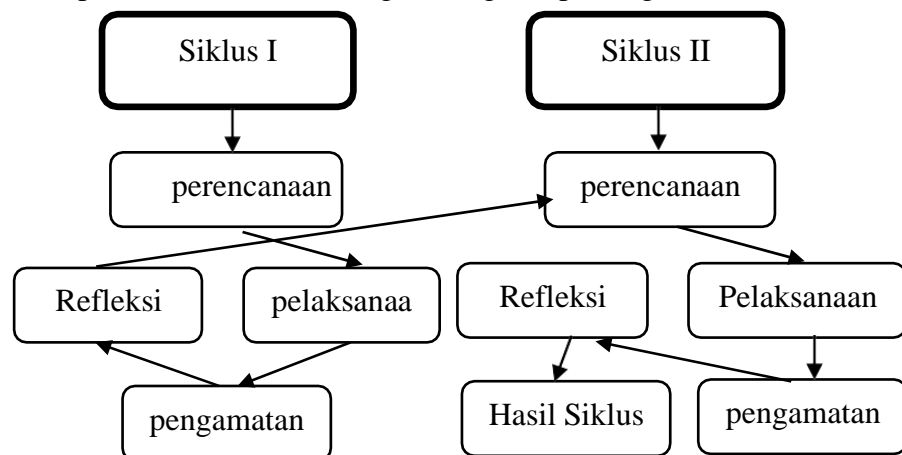 Siklus I
Siklus II
perencanaan
perencanaan
Refleksi
pelaksanaa
Refleksi
Pelaksanaan
pengamatan
Hasil Siklus
pengamatan